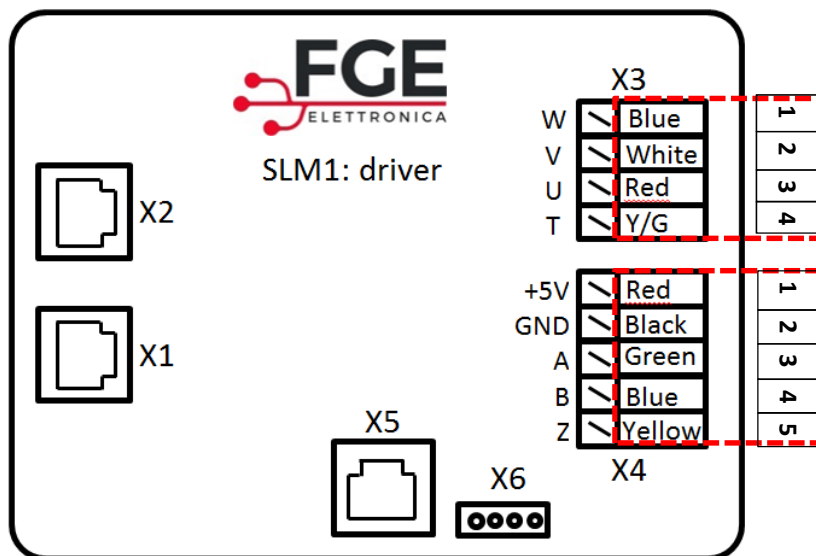 FGE
ELETTRONICA
SLM1: driver
X3
W Blue 1
V White 2
U Red 3
T Y/G 4
X2
+5V Red 1
GND Black 2
A Green 3
B Blue 4
Z Yellow 5
X1
X4
X5
X6